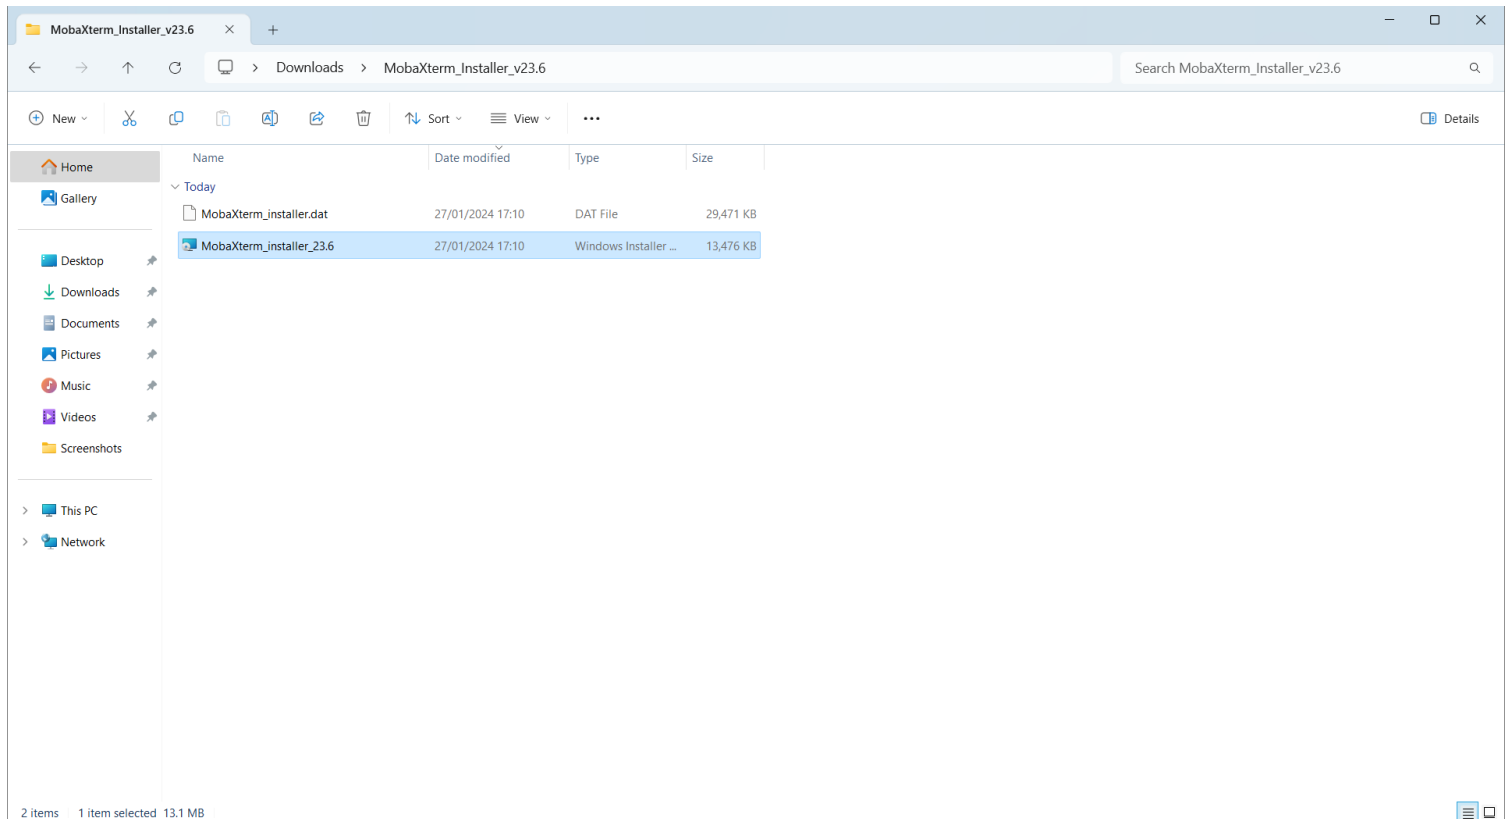 MobaXterm_Installer_v23.6
Downloads MobaXterm_Installer_v23.6
Search MobaXterm_Installer_v23.6
New Sort View ••• Details
Name Date modified Type Size
Home
Gallery
Desktop
Downloads
Documents
Pictures
Music
Videos
Screenshots
This PC
Network
Today
MobaXterm_installer.dat 27/01/2024 17:10 DAT File 29,471 KB
MobaXterm_installer_23.6 27/01/2024 17:10 Windows Installer ... 13,476 KB
2 items 1 item selected 13.1 MB